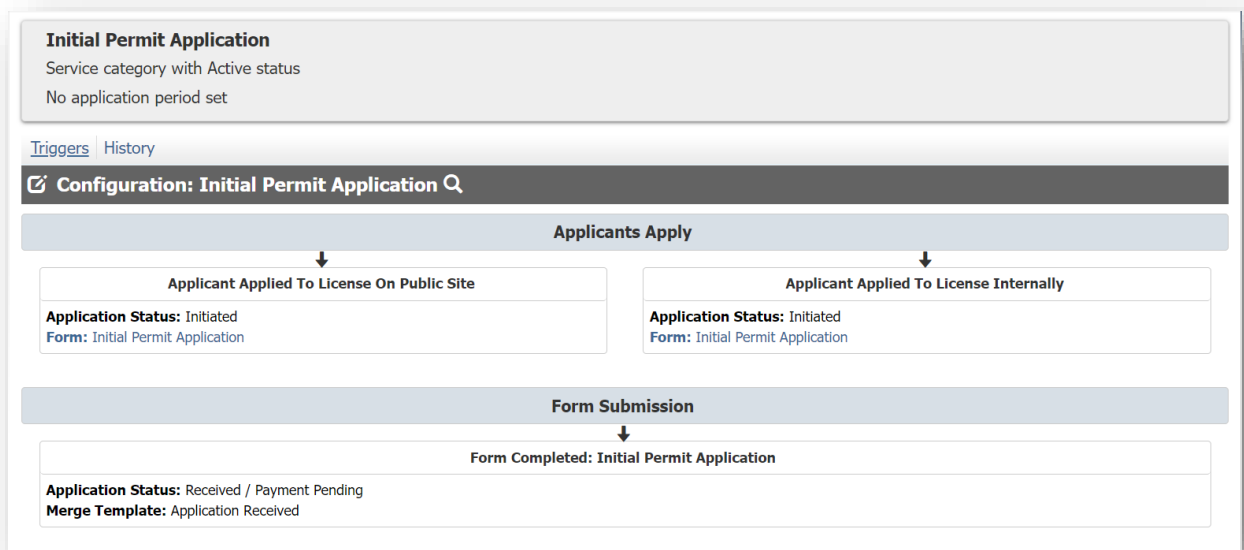 Initial Permit Application
Service category with Active status
No application period set
Triggers History
Configuration: Initial Permit Application
Applicants Apply
Applicant Applied To License On Public Site
Application Status: Initiated
Form: Initial Permit Application
Applicant Applied To License Internally
Application Status: Initiated
Form: Initial Permit Application
Form Submission
Form Completed: Initial Permit Application
Application Status: Received / Payment Pending
Merge Template: Application Received